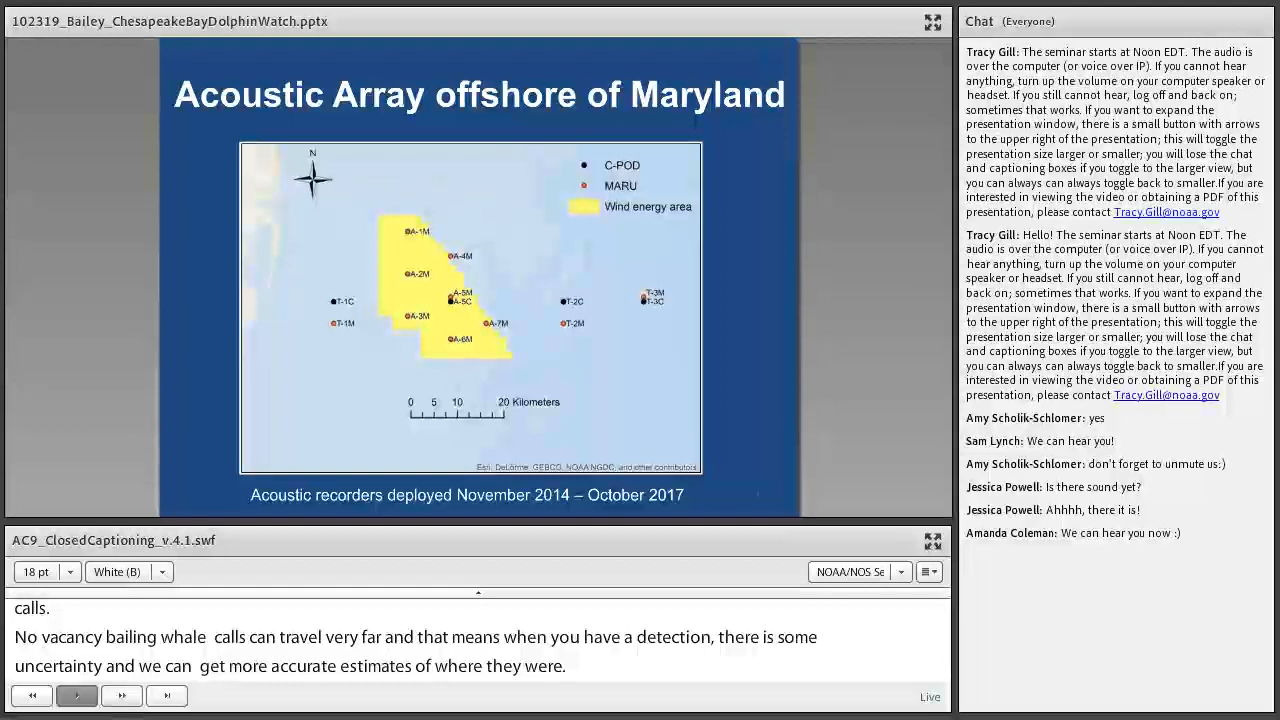 102319_Bailey_ChesapeakeBayDolphinWatch.pptx
Acoustic Array offshore of Maryland
N
C-POD
MARU
Wind energy area
A-1M
A-4M
A-2M
A-5M
A-5C
T-1C
T-2C
T-3M
T-3C
A-3M
T-1M
A-7M
T-2M
A-6M
0 5 10 20 Kilometers
Esri, DeLorme, GEBCO, NOAA NGDC, and other contributors
Acoustic recorders deployed November 2014 – October 2017
AC9_ClosedCaptioning_v.4.1.swf
18 pt
White (B)
NOAA/NOS Se
calls.
No vacancy bailing whale calls can travel very far and that means when you have a detection, there is some
uncertainty and we can get more accurate estimates of where they were.
Live
Chat (Everyone)
Tracy Gill: The seminar starts at Noon EDT. The audio is
over the computer (or voice over IP). If you cannot hear
anything, turn up the volume on your computer speaker or
headset. If you still cannot hear, log off and back on;
sometimes that works. If you want to expand the
presentation window, there is a small button with arrows
to the upper right of the presentation; this will toggle the
presentation size larger or smaller; you will lose the chat
and captioning boxes if you toggle to the larger view, but
you can always can always toggle back to smaller.If you are
interested in viewing the video or obtaining a PDF of this
presentation, please contact Tracy.Gill@noaa.gov
Tracy Gill: Hello! The seminar starts at Noon EDT. The
audio is over the computer (or voice over IP). If you cannot
hear anything, turn up the volume on your computer
speaker or headset. If you still cannot hear, log off and
back on; sometimes that works. If you want to expand the
presentation window, there is a small button with arrows
to the upper right of the presentation; this will toggle the
presentation size larger or smaller; you will lose the chat
and captioning boxes if you toggle to the larger view, but
you can always can always toggle back to smaller.If you are
interested in viewing the video or obtaining a PDF of this
presentation, please contact Tracy.Gill@noaa.gov
Amy Scholik-Schlomer: yes
Sam Lynch: We can hear you!
Amy Scholik-Schlomer: don't forget to unmute us:)
Jessica Powell: Is there sound yet?
Jessica Powell: Ahhhh, there it is!
Amanda Coleman: We can hear you now :)